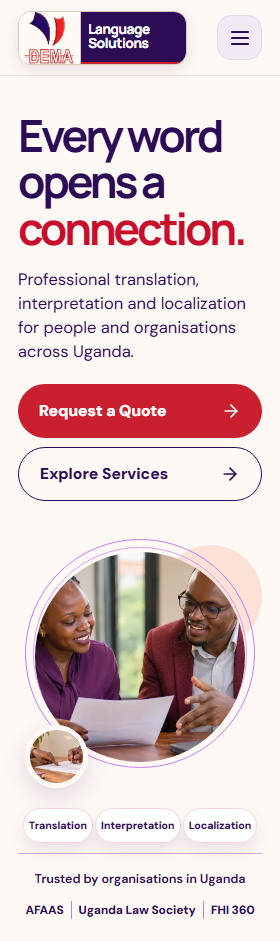 DEMA
Language
Solutions
Every word
opens a
connection.
Professional translation,
interpretation and localization
for people and organisations
across Uganda.
Request a Quote
Explore Services
Translation
Interpretation
Localization
Trusted by organisations in Uganda
AFAAS
Uganda Law Society
FHI 360